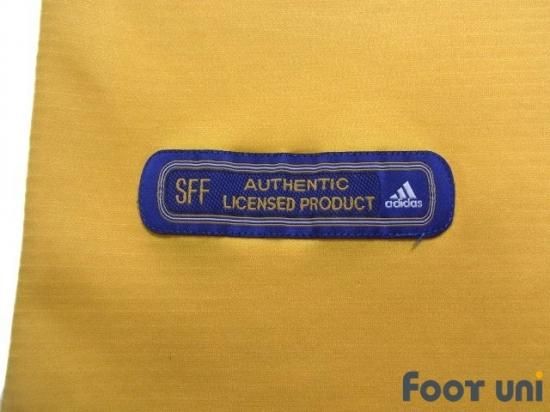 SFF
AUTHENTIC
LICENSED PRODUCT
adidas
Foot uni